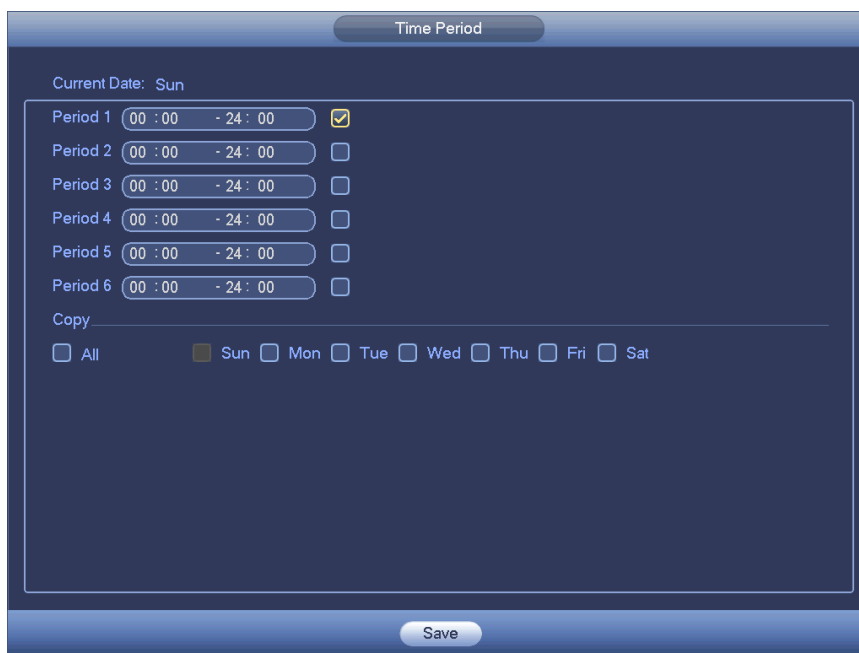 Time Period
Current Date: Sun
Period 1 00 :00 - 24 : 00
Period 2 00 :00 - 24 : 00
Period 3 00 :00 - 24 : 00
Period 4 00 :00 - 24 : 00
Period 5 00 :00 - 24 : 00
Period 6 00 :00 - 24 : 00
Copy
All Sun Mon Tue Wed Thu Fri Sat
Save